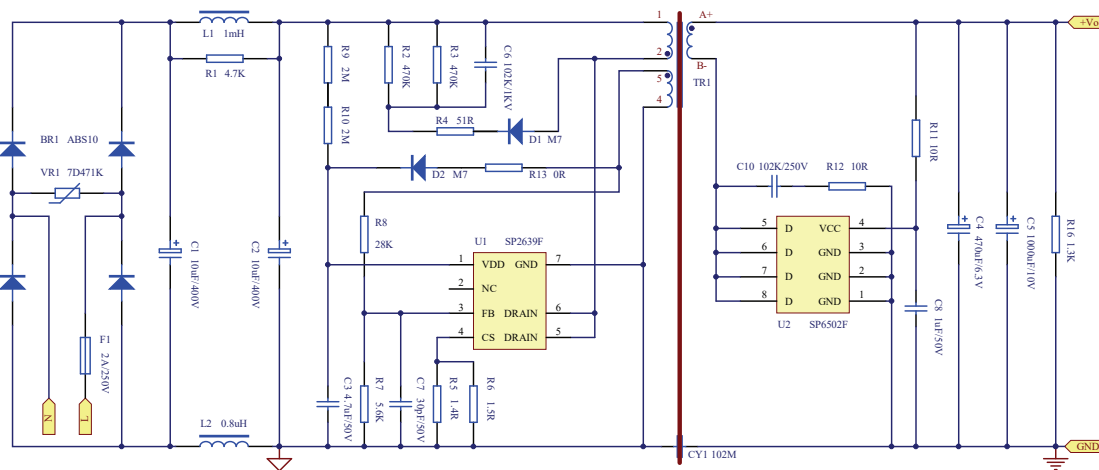 L1 1mH
R1 4.7K
BR1 ABS10
VR1 7D471K
C1 10uF/400V
C2 10uF/400V
F1 2A/250V
N
L
L2 0.8uH
R9 2M
R10 2M
R2 470K
R3 470K
C6 102K/1KV
R4 51R
D1 M7
D2 M7
R13 0R
R8 28K
U1 SP2639F
1 VDD GND 7
2 NC
3 FB DRAIN 6
4 CS DRAIN 5
C3 4.7uF/50V
R7 5.6K
C7 30pF/50V
R5 1.4R
R6 1.5R
1
2
5
4
A+
B-
TR1
CY1 102M
C10 102K/250V
R12 10R
R11 10R
5 D VCC 4
6 D GND 3
7 D GND 2
8 D GND 1
U2 SP6502F
C8 1uF/50V
C4 470uF/6.3V
C5 1000uF/10V
R16 1.3K
+Vo
GND